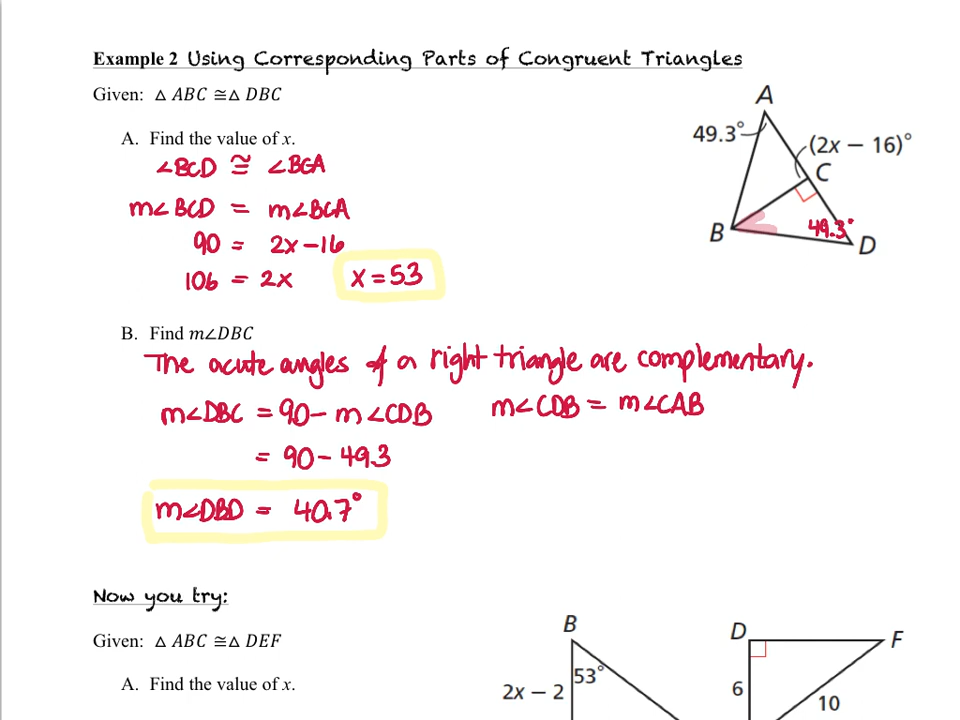 Example 2 Using Corresponding Parts of Congruent Triangles
Given: △ ABC ≅△ DBC
A. Find the value of x.
∠BCD ≅ ∠BCA
m∠BCD = m∠BCA
90 = 2x-16
106 = 2x
x = 53
A
49.3°
(2x – 16)°
C
B
49.3°
D
B. Find m∠DBC
The acute angles of a right triangle are complementary.
m∠DBC = 90- m∠CDB m∠CDB = m∠CAB
= 90- 49.3
m∠DBD = 40.7°
Now you try:
Given: △ ABC ≅△ DEF
A. Find the value of x.
B
53°
2x – 2
D
F
6
10